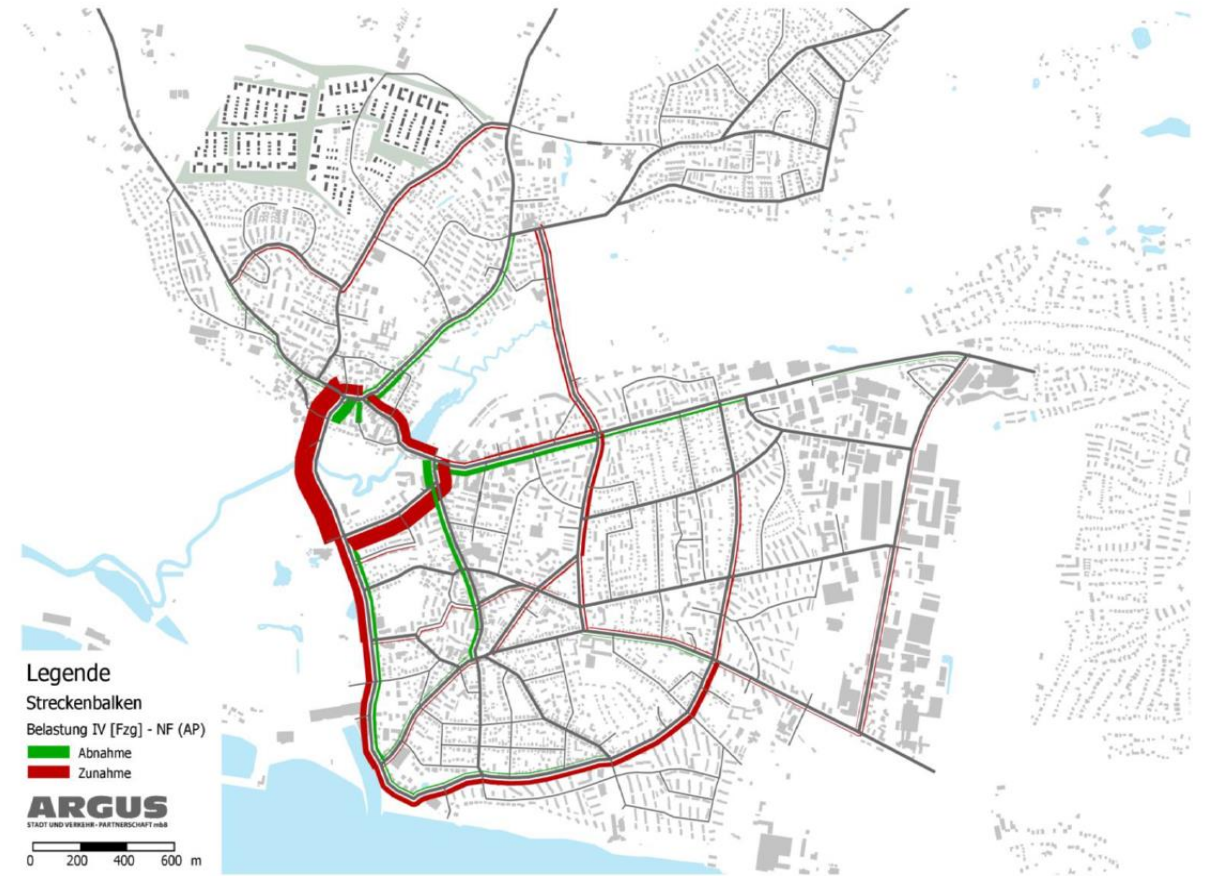 Legende
Streckenbalken
Belastung IV [Fzg] - NF (AP)
Abnahme
Zunahme
ARGUS
STADT UND VERKEHR - PARTNERSCHAFT mbB
0 200 400 600 m